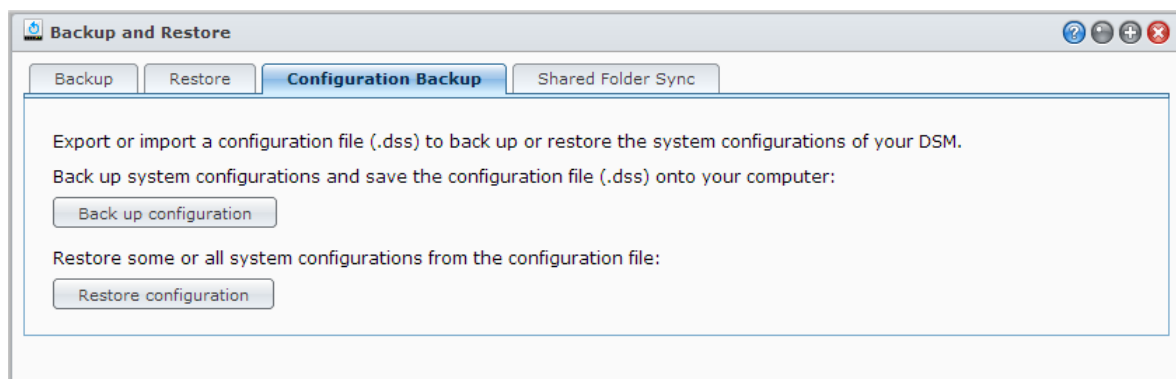 Backup and Restore
Backup
Restore
Configuration Backup
Shared Folder Sync
Export or import a configuration file (.dss) to back up or restore the system configurations of your DSM.
Back up system configurations and save the configuration file (.dss) onto your computer:
Back up configuration
Restore some or all system configurations from the configuration file:
Restore configuration